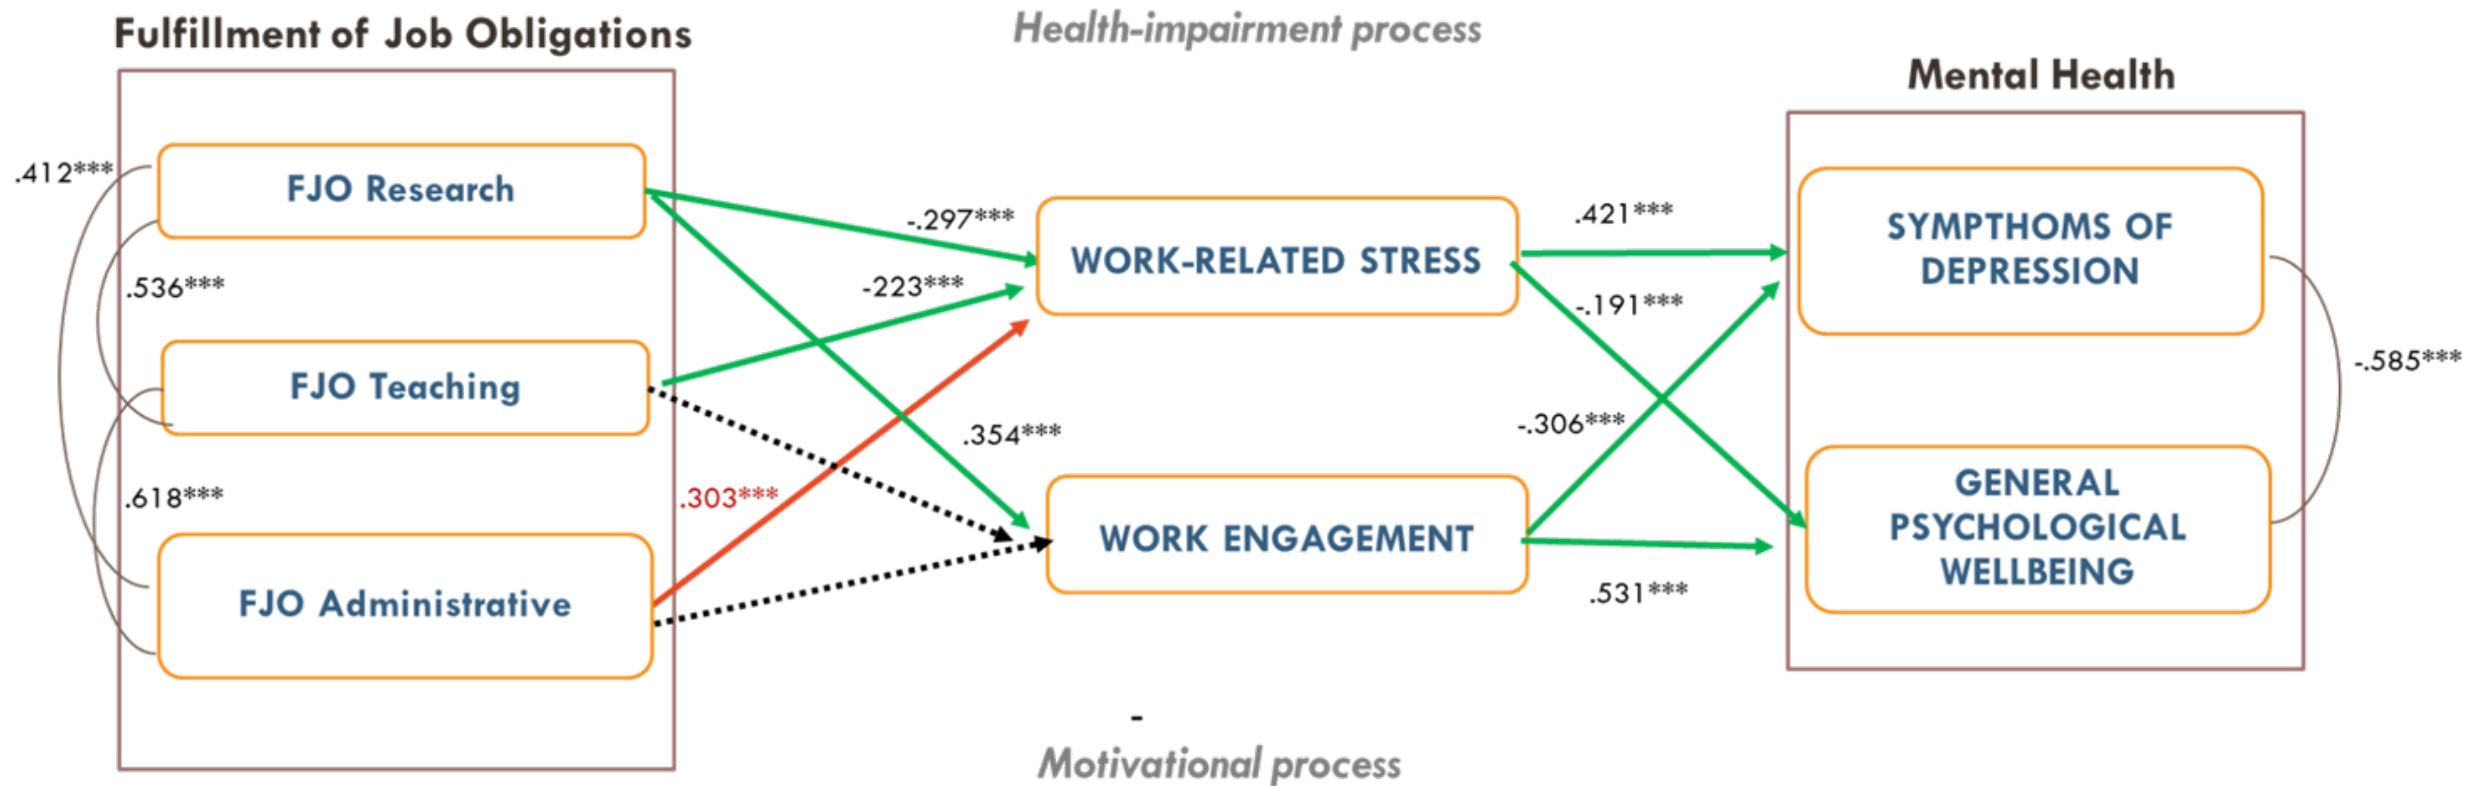 Fulfillment of Job Obligations
Health-impairment process
Mental Health
.412***
FJO Research
.536***
FJO Teaching
.618***
FJO Administrative
-.297***
-223***
.354***
.303***
WORK-RELATED STRESS
WORK ENGAGEMENT
.421***
-.191***
-.306***
.531***
SYMPTHOMS OF
DEPRESSION
GENERAL
PSYCHOLOGICAL
WELLBEING
-.585***
-
Motivational process